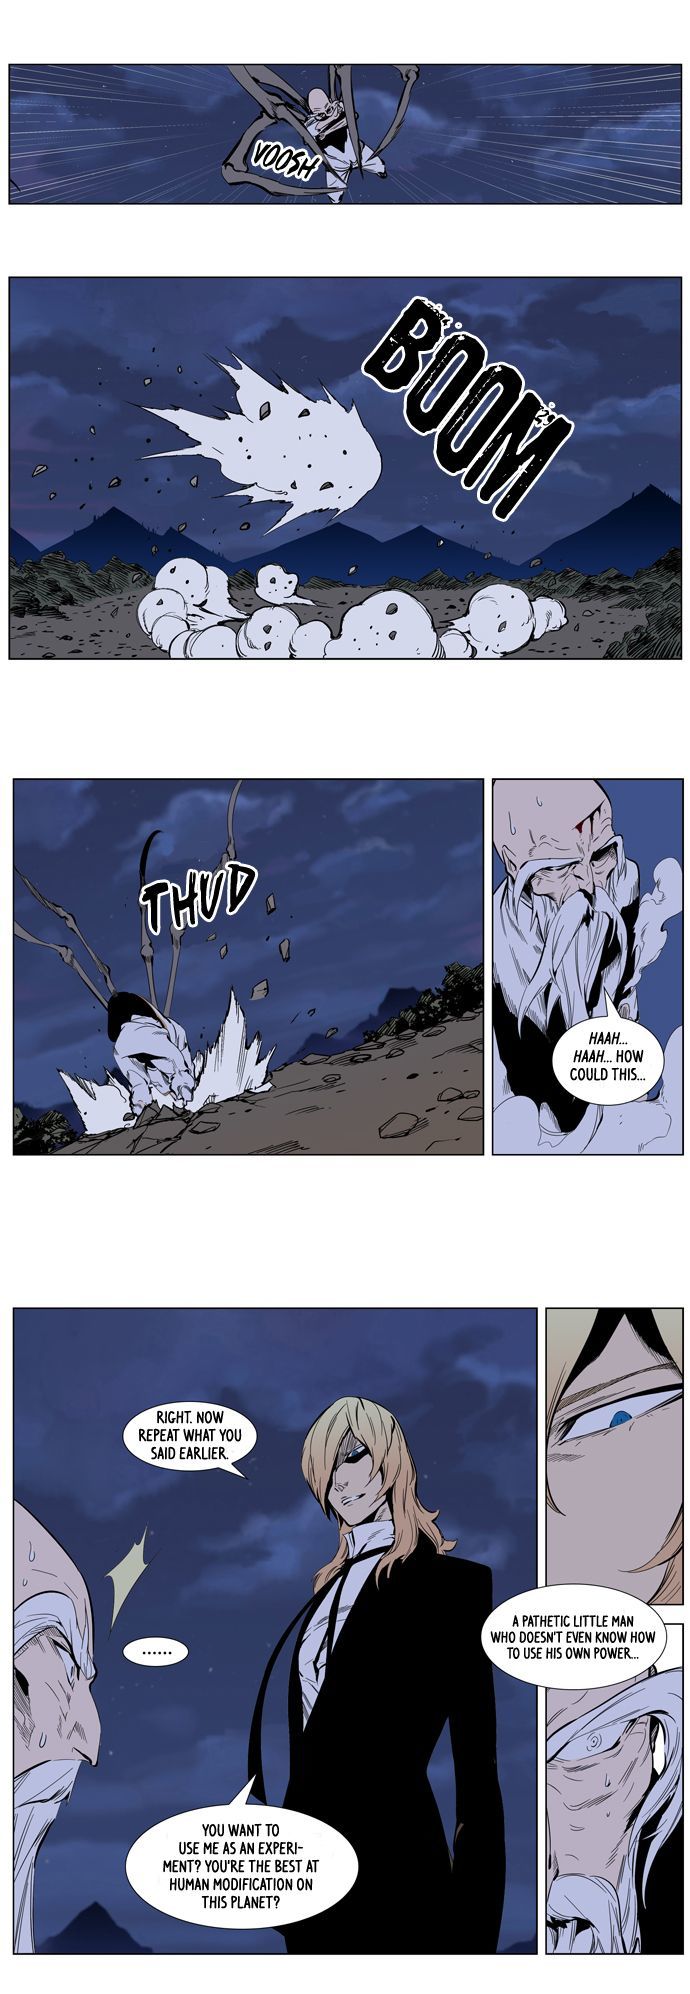 VOOSH
BOOM
THUD
HAAH...
HAAH... HOW
COULD THIS...
RIGHT. NOW
REPEAT WHAT YOU
SAID EARLIER.
......
YOU WANT TO
USE ME AS AN EXPERI-
MENT? YOU'RE THE BEST AT
HUMAN MODIFICATION ON
THIS PLANET?
A PATHETIC LITTLE MAN
WHO DOESN'T EVEN KNOW HOW
TO USE HIS OWN POWER...